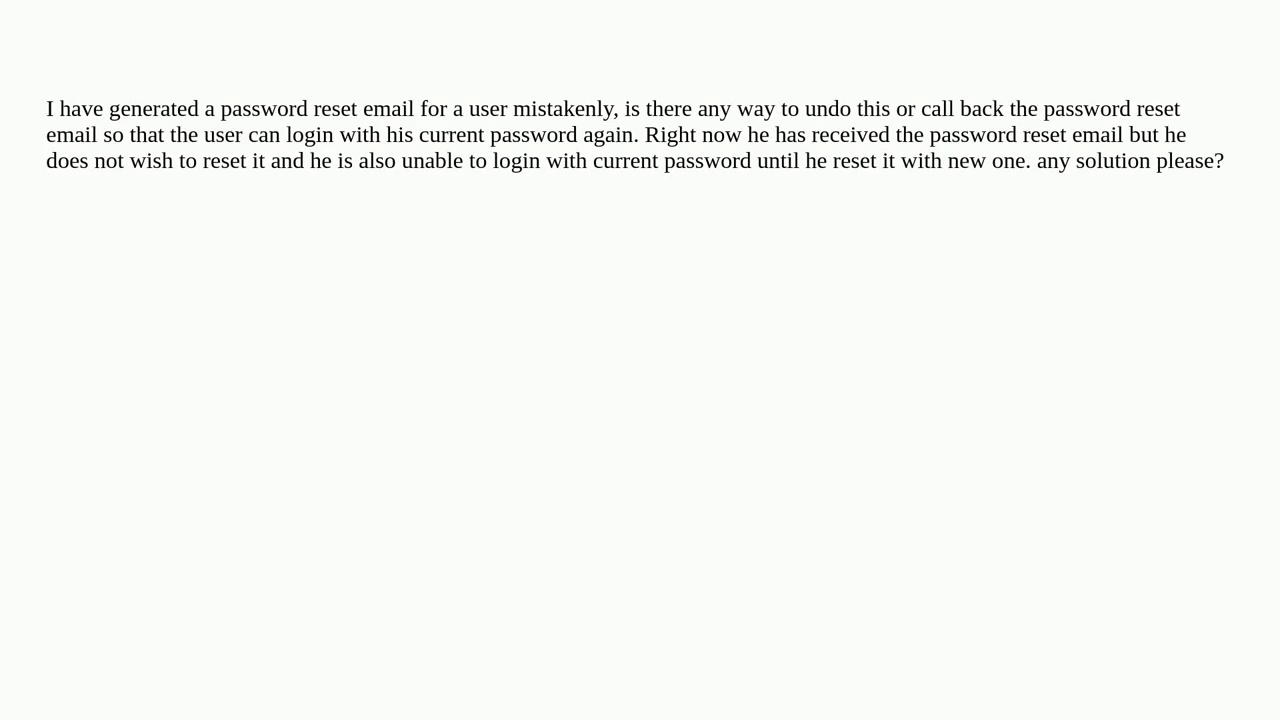 I have generated a password reset email for a user mistakenly, is there any way to undo this or call back the password reset
email so that the user can login with his current password again. Right now he has received the password reset email but he
does not wish to reset it and he is also unable to login with current password until he reset it with new one. any solution please?